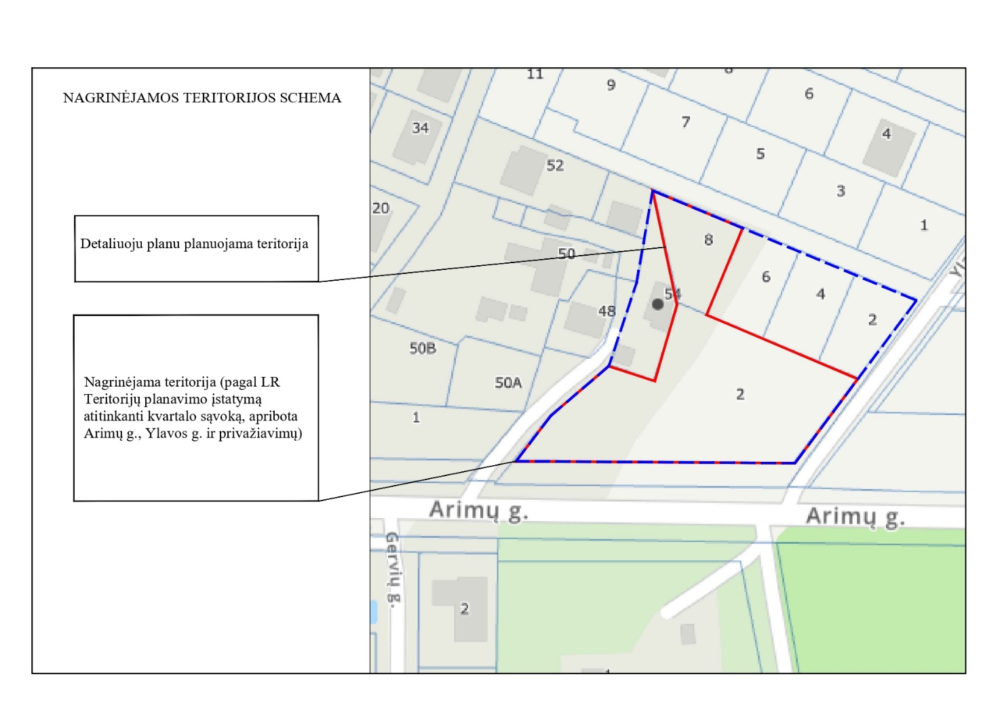 NAGRINĖJAMOS TERITORIJOS SCHEMA
Detaliuoju planu planuojama teritorija
Nagrinėjama teritorija (pagal LR
Teritorijų planavimo įstatymą
atitinkanti kvartalo sąvoką, apribota
Arimų g., Ylavos g. ir privažiavimų)
11
9
6
34
7
4
5
52
3
20
1
8
50
6
4
54
2
48
50B
50A
2
1
Arimų g.
Arimų g.
Gervių g.
2